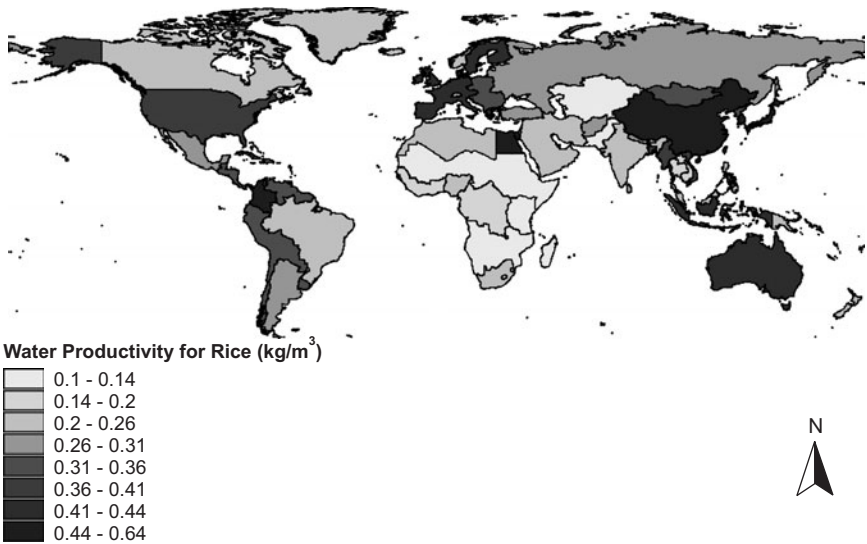 Water Productivity for Rice (kg/m³)
0.1 - 0.14
0.14 - 0.2
0.2 - 0.26
0.26 - 0.31
0.31 - 0.36
0.36 - 0.41
0.41 - 0.44
0.44 - 0.64
N